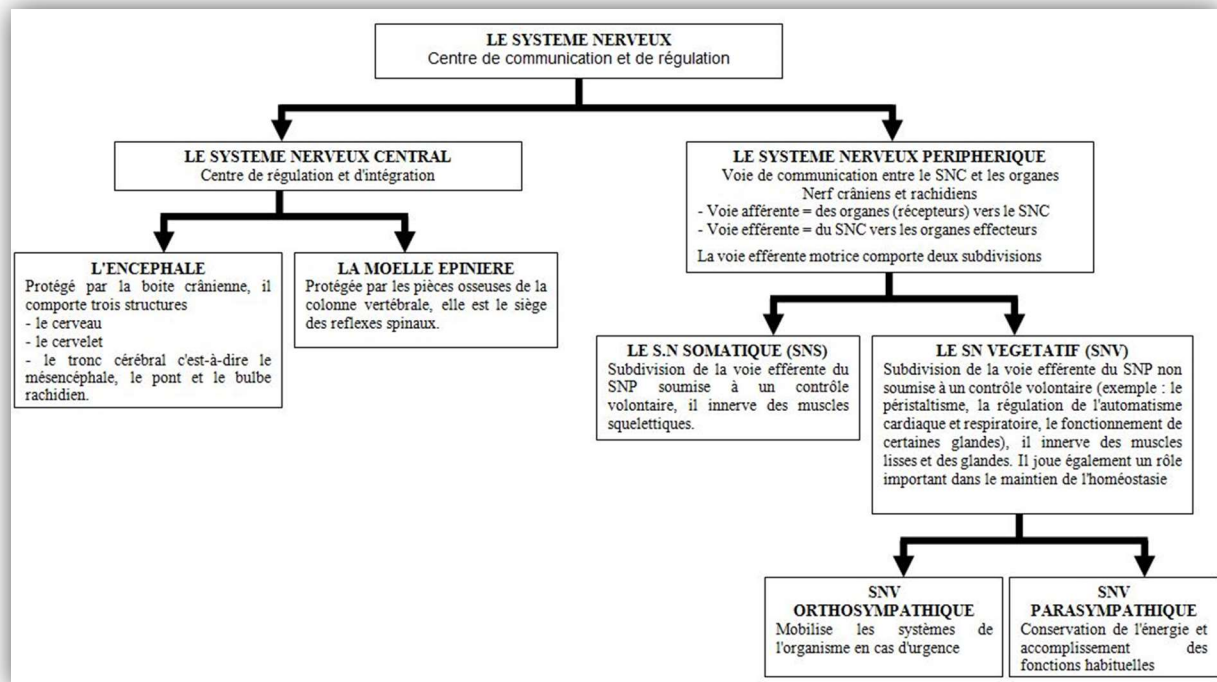 LE SYSTEME NERVEUX
Centre de communication et de régulation
LE SYSTEME NERVEUX CENTRAL
Centre de régulation et d'intégration
LE SYSTEME NERVEUX PERIPHERIQUE
Voie de communication entre le SNC et les organes
Nerf crâniens et rachidiens
- Voie afférente = des organes (récepteurs) vers le SNC
- Voie efférente = du SNC vers les organes effecteurs
La voie efférente motrice comporte deux subdivisions
L'ENCEPHALE
Protégé par la boite crânienne, il
comporte trois structures
- le cerveau
- le cervelet
- le tronc cérébral c'est-à-dire le
mésencéphale, le pont et le bulbe
rachidien.
LA MOELLE EPINIERE
Protégée par les pièces osseuses de la
colonne vertébrale, elle est le siège
des reflexes spinaux.
LE S.N SOMATIQUE (SNS)
Subdivision de la voie efférente du
SNP soumise à un contrôle
volontaire, il innerve des muscles
squelettiques.
LE SN VEGETATIF (SNV)
Subdivision de la voie efférente du SNP non
soumise à un contrôle volontaire (exemple : le
péristaltisme, la régulation de l'automatisme
cardiaque et respiratoire, le fonctionnement de
certaines glandes), il innerve des muscles
lisses et des glandes. Il joue également un rôle
important dans le maintien de l'homéostasie
SNV
ORTHOSYMPATHIQUE
Mobilise les systèmes de
l'organisme en cas d'urgence
SNV
PARASYMPATHIQUE
Conservation de l'énergie et
accomplissement des
fonctions habituelles